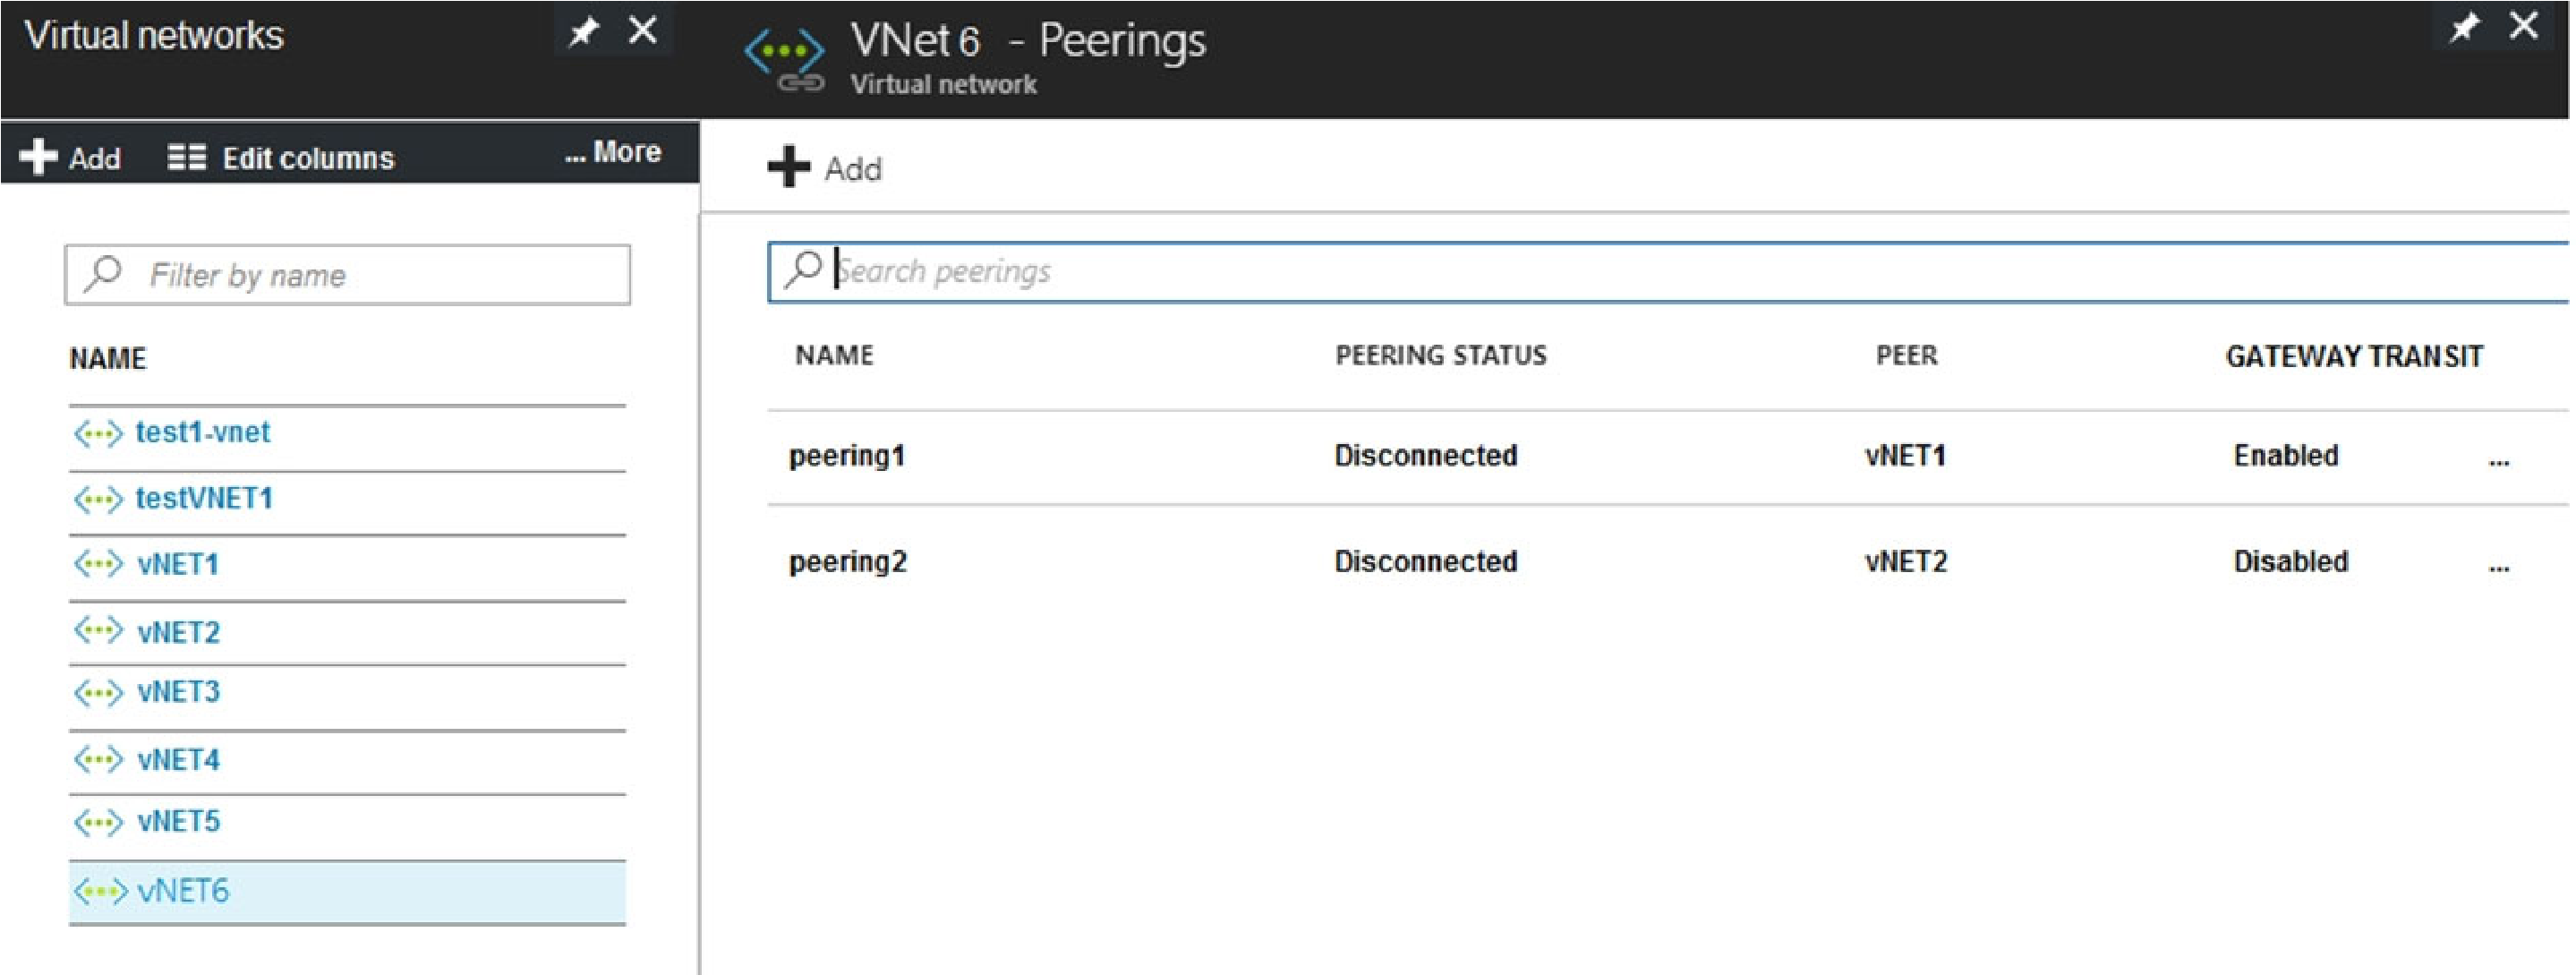 Virtual networks
Add Edit columns ... More
Filter by name
NAME
test1-vnet
testVNET1
vNET1
vNET2
vNET3
vNET4
vNET5
vNET6
VNet 6 - Peerings
Virtual network
Add
Search peerings
NAME PEERING STATUS PEER GATEWAY TRANSIT
peering1 Disconnected vNET1 Enabled ...
peering2 Disconnected vNET2 Disabled ...